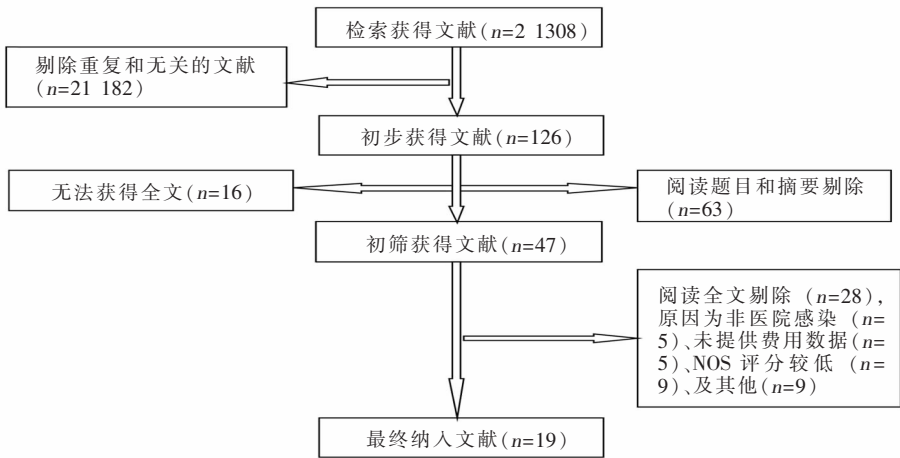 检索获得文献(n=2 1308)
剔除重复和无关的文献
(n=21 182)
初步获得文献(n=126)
无法获得全文(n=16)
阅读题目和摘要剔除
(n=63)
初筛获得文献(n=47)
阅读全文剔除 (n=28),
原因为非医院感染 (n=
5)、未提供费用数据(n=
5)、NOS 评分较低 (n=
9)、及其他(n=9)
最终纳入文献(n=19)